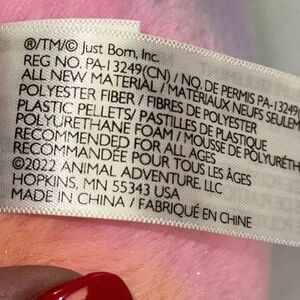 ®/TM/© Just Born, Inc.
REG NO. PA-13249(CN) / NO. DE PERMIS PA-13249(
ALL NEW MATERIAL / MATERIAUX NEUFS SEULEM
POLYESTER FIBER / FIBRES DE POLYESTER
PLASTIC PELLETS/ PASTILLES DE PLASTIQUE
POLYURETHANE FOAM / MOUSSE DE POLYURÉTH
RECOMMENDED FOR ALL AGES
RECOMMANDÉE POUR TOUS LES ÂGES
©2022 ANIMAL ADVENTURE, LLC
HOPKINS, MN 55343 USA
MADE IN CHINA / FABRIQUÉ EN CHINE